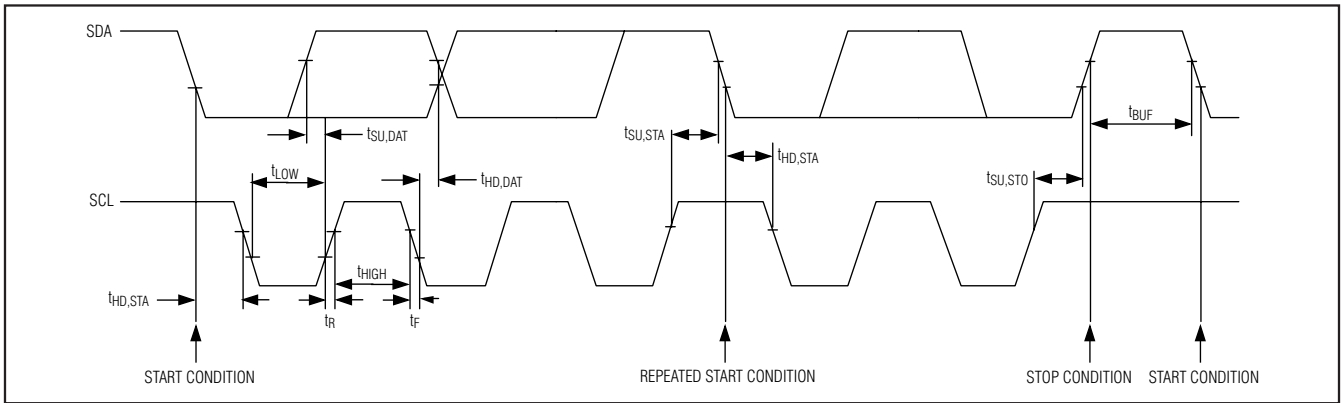 SDA
tSU,DAT
tSU,STA
tBUF
tHD,STA
tLOW
tHD,DAT
tSU,STO
SCL
tHIGH
tHD,STA
tR
tF
START CONDITION
REPEATED START CONDITION
STOP CONDITION
START CONDITION